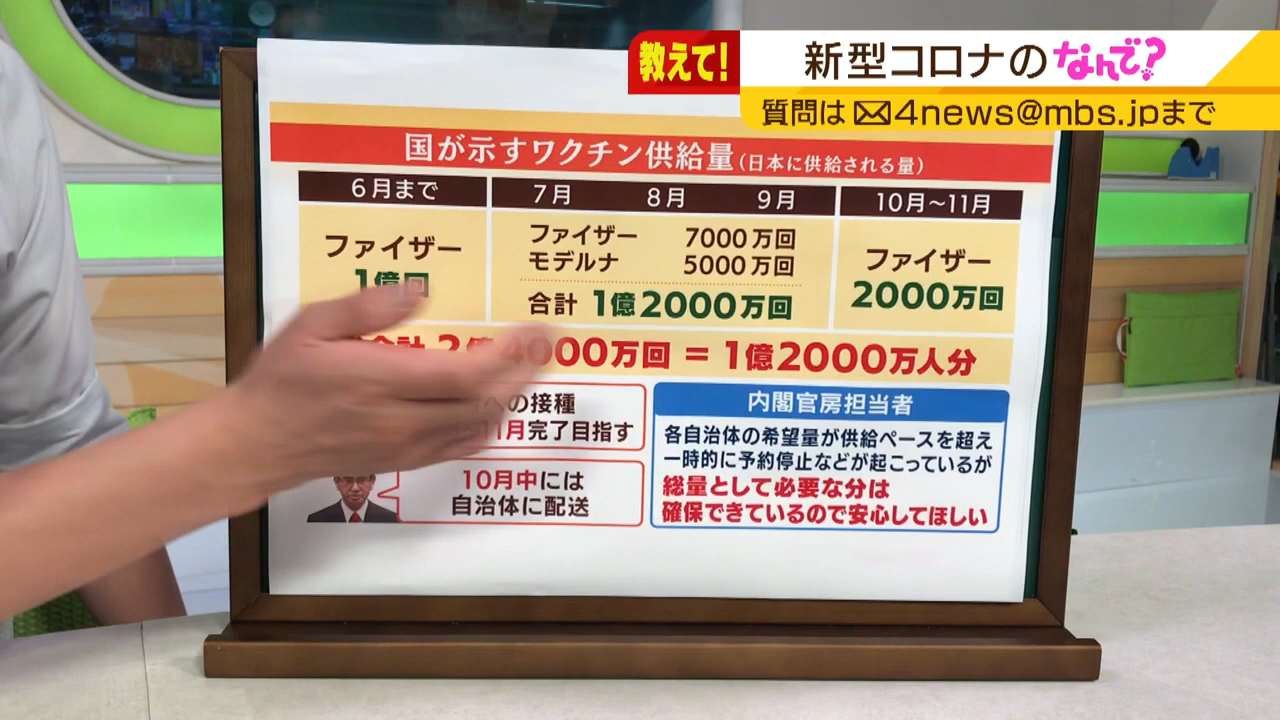 教えて!
新型コロナのなんで?
質問は✉4news@mbs.jpまで
国が示すワクチン供給量(日本に供給される量)
6月まで 7月 8月 9月 10月~11月
ファイザー
1億回
ファイザー 7000万回
モデルナ 5000万回
合計 1億2000万回
ファイザー
2000万回
合計 2億4000万回 = 1億2000万人分
への接種
11月完了目指す
10月中には
自治体に配送
内閣官房担当者
各自治体の希望量が供給ペースを超え
一時的に予約停止などが起こっているが
総量として必要な分は
確保できているので安心してほしい